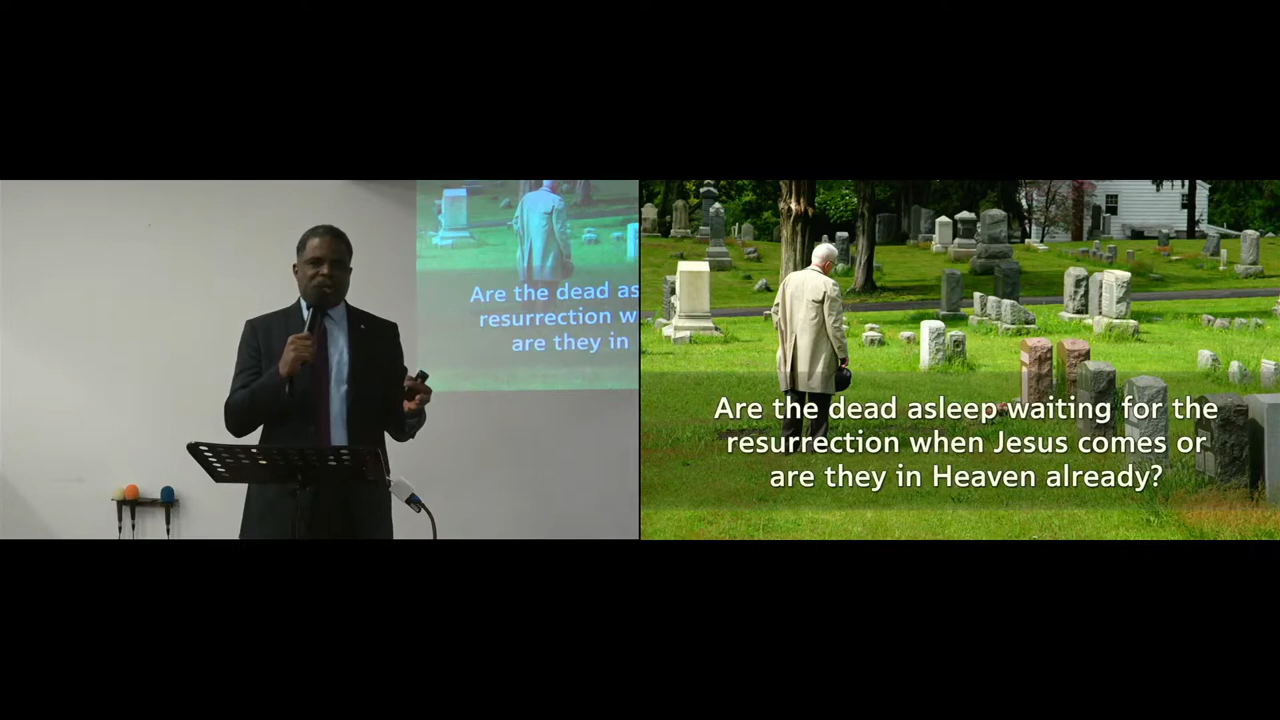 Are the dead as
resurrection w
are they in
Are the dead asleep waiting for the
resurrection when Jesus comes or
are they in Heaven already?